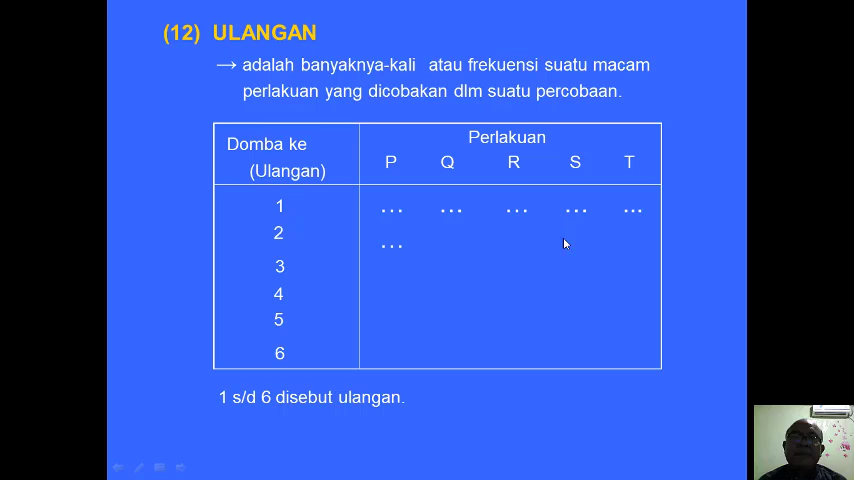 (12) ULANGAN
→ adalah banyaknya-kali atau frekuensi suatu macam
perlakuan yang dicobakan dlm suatu percobaan.
Domba ke
(Ulangan)
Perlakuan
P Q R S T
1 ... ... ... ... ...
2 ...
3
4
5
6
1 s/d 6 disebut ulangan.